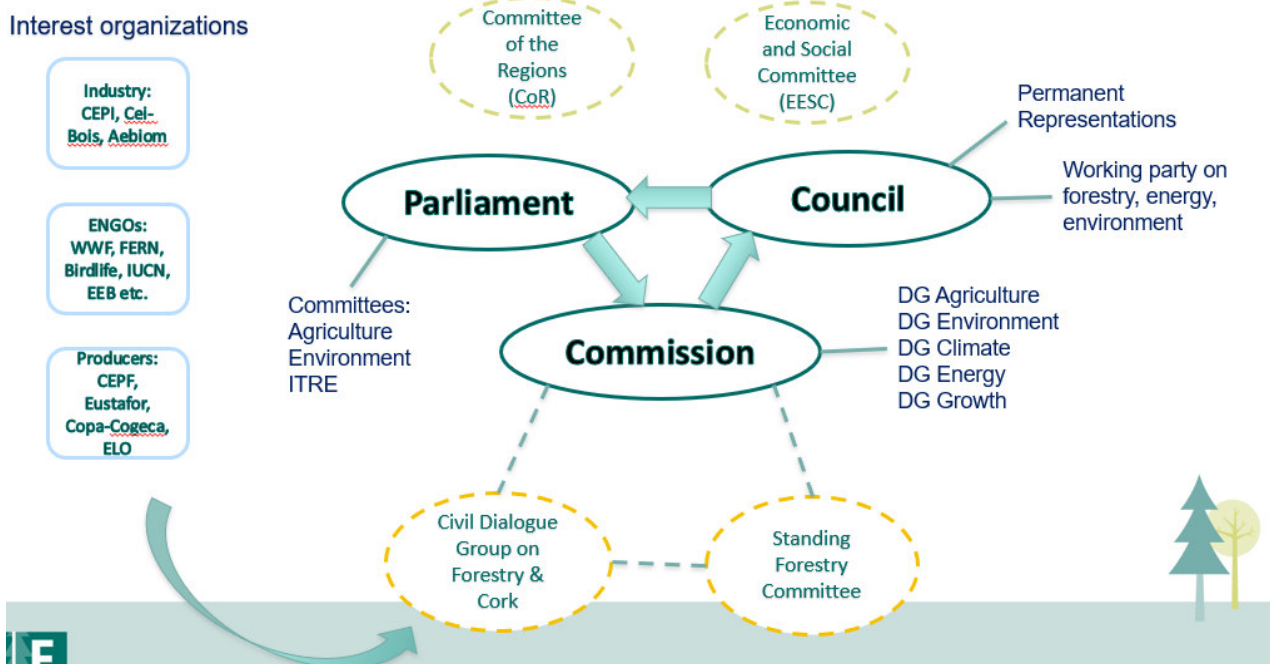 Interest organizations
Industry:
CEPI, Cei-
Bois, Aebiom
ENGOs:
WWF, FERN,
Birdlife, IUCN,
EEB etc.
Producers:
CEPF,
Eustafor,
Copa-Cogeca,
ELO
Committee
of the
Regions
(CoR)
Economic
and Social
Committee
(EESC)
Permanent
Representations
Parliament
Council
Working party on
forestry, energy,
environment
Committees:
Agriculture
Environment
ITRE
Commission
DG Agriculture
DG Environment
DG Climate
DG Energy
DG Growth
Civil Dialogue
Group on
Forestry &
Cork
Standing
Forestry
Committee